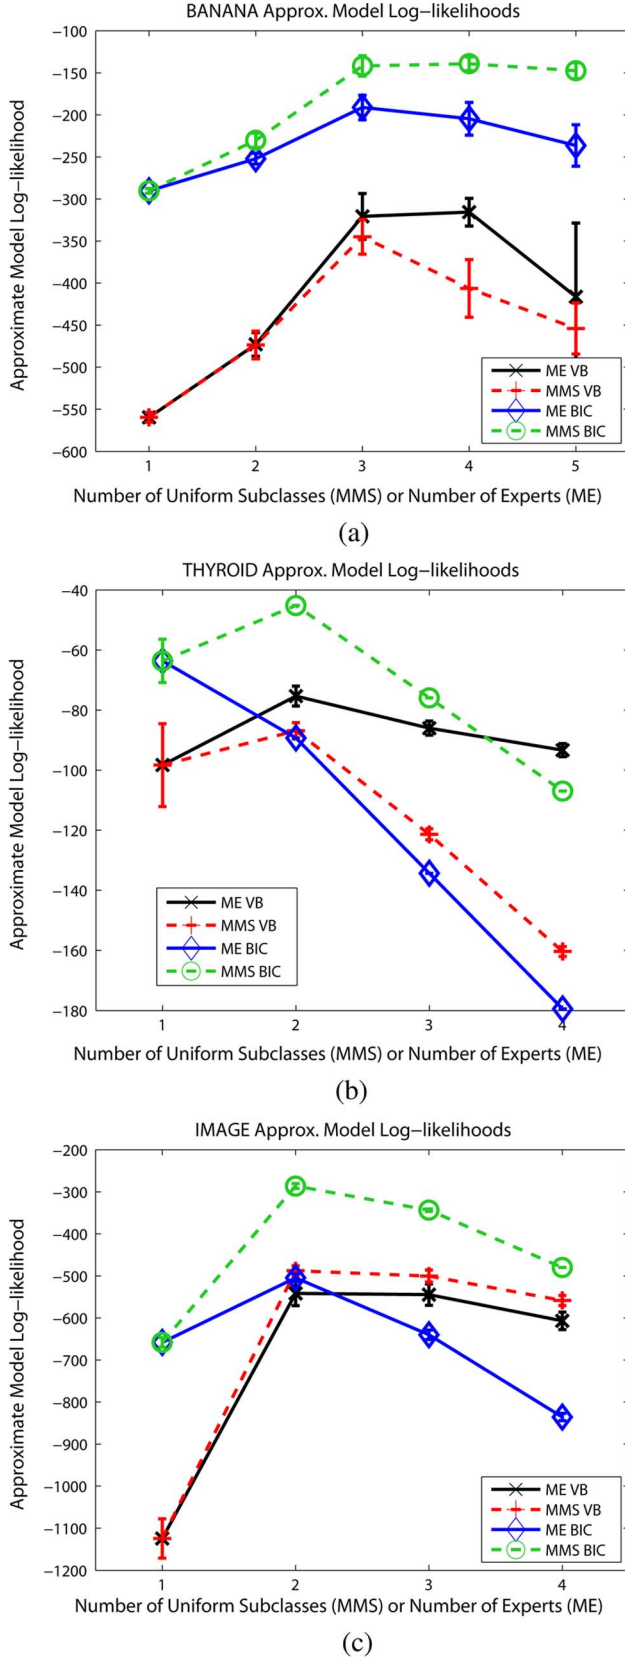 BANANA Approx. Model Log−likelihoods
Approximate Model Log−likelihood
−100
−150
−200
−250
−300
−350
−400
−450
−500
−550
−600
ME VB
MMS VB
ME BIC
MMS BIC
1 2 3 4 5
Number of Uniform Subclasses (MMS) or Number of Experts (ME)
(a)
THYROID Approx. Model Log−likelihoods
Approximate Model Log−likelihood
−40
−60
−80
−100
−120
−140
−160
−180
ME VB
MMS VB
ME BIC
MMS BIC
1 2 3 4
Number of Uniform Subclasses (MMS) or Number of Experts (ME)
(b)
IMAGE Approx. Model Log−likelihoods
Approximate Model Log−likelihood
−200
−300
−400
−500
−600
−700
−800
−900
−1000
−1100
−1200
ME VB
MMS VB
ME BIC
MMS BIC
1 2 3 4
Number of Uniform Subclasses (MMS) or Number of Experts (ME)
(c)